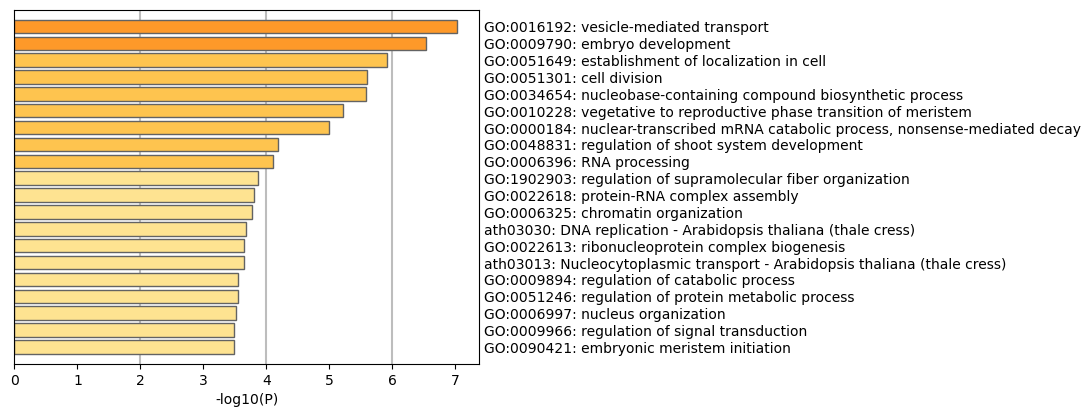 GO:0016192: vesicle-mediated transport
GO:0009790: embryo development
GO:0051649: establishment of localization in cell
GO:0051301: cell division
GO:0034654: nucleobase-containing compound biosynthetic process
GO:0010228: vegetative to reproductive phase transition of meristem
GO:0000184: nuclear-transcribed mRNA catabolic process, nonsense-mediated decay
GO:0048831: regulation of shoot system development
GO:0006396: RNA processing
GO:1902903: regulation of supramolecular fiber organization
GO:0022618: protein-RNA complex assembly
GO:0006325: chromatin organization
ath03030: DNA replication - Arabidopsis thaliana (thale cress)
GO:0022613: ribonucleoprotein complex biogenesis
ath03013: Nucleocytoplasmic transport - Arabidopsis thaliana (thale cress)
GO:0009894: regulation of catabolic process
GO:0051246: regulation of protein metabolic process
GO:0006997: nucleus organization
GO:0009966: regulation of signal transduction
GO:0090421: embryonic meristem initiation
0 1 2 3 4 5 6 7
-log10(P)